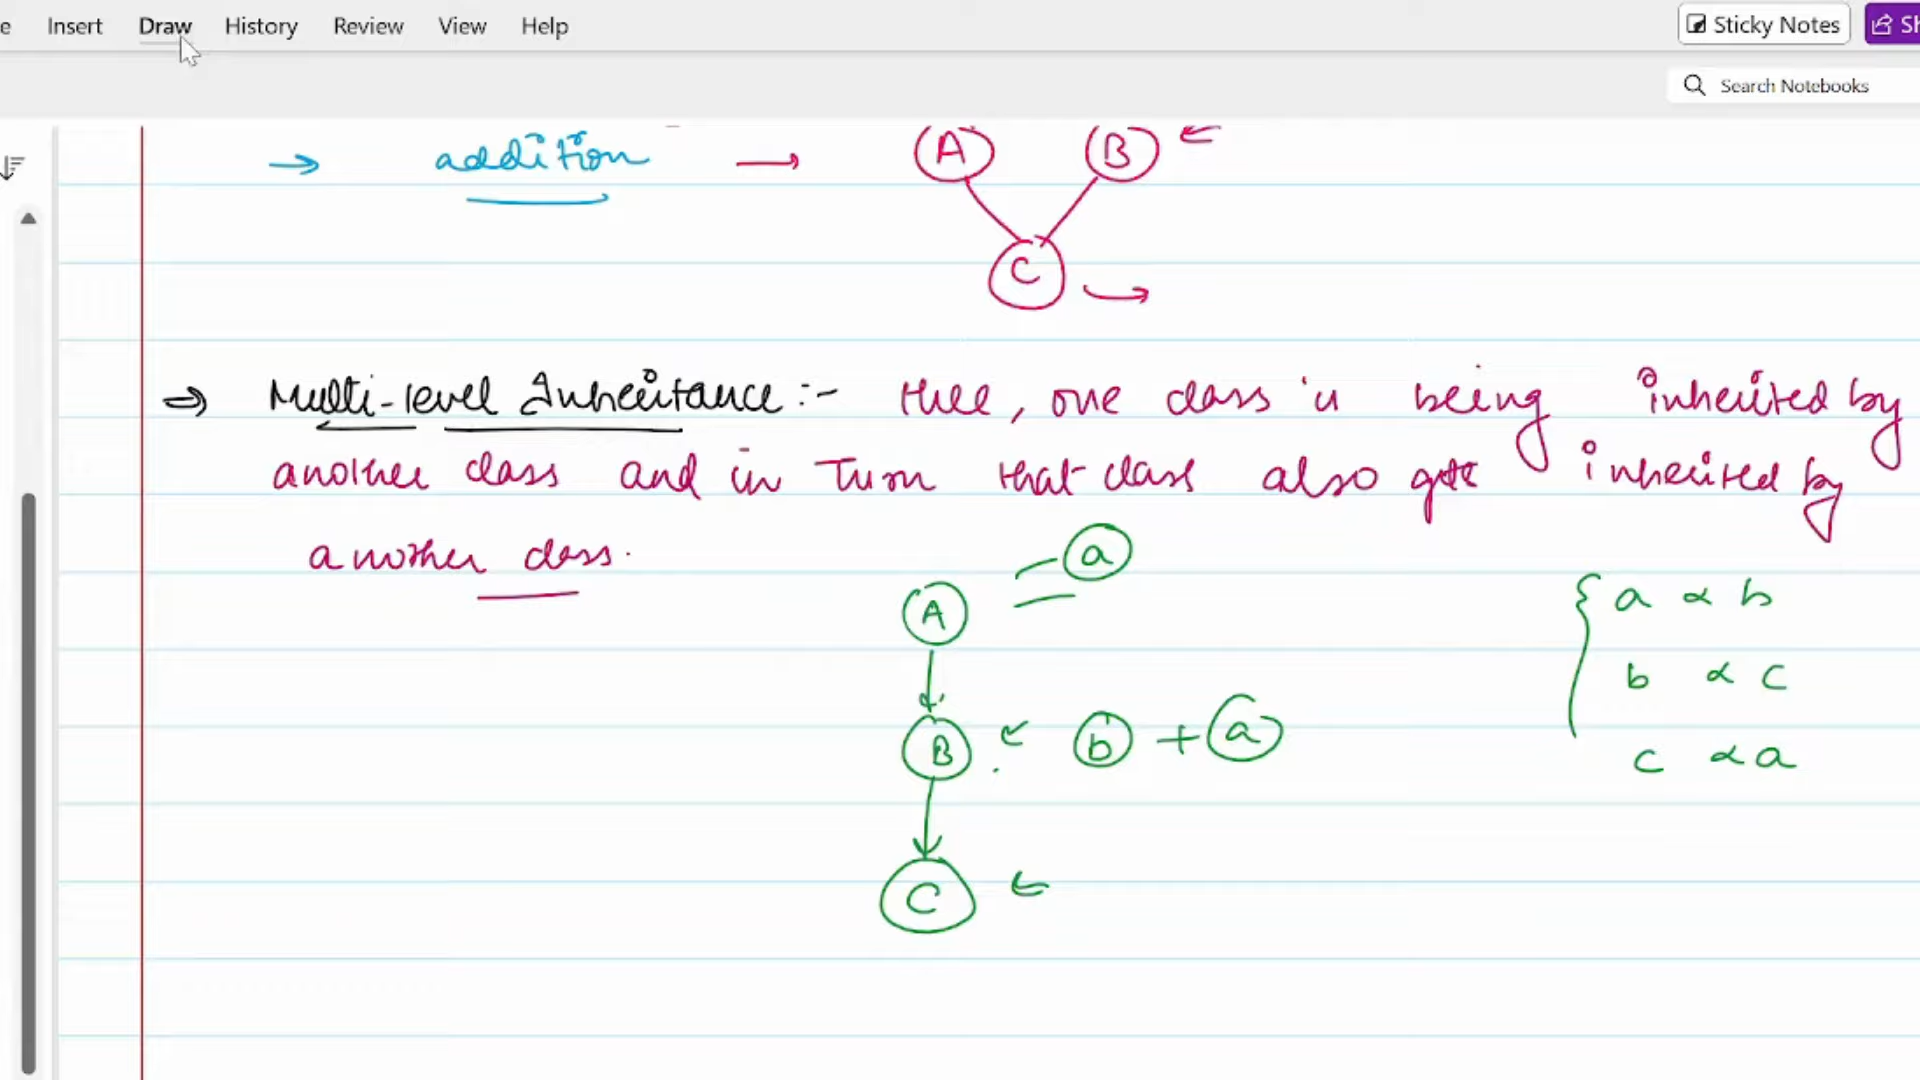 e Insert Draw History Review View Help Sticky Notes Sh
Search Notebooks
→ addition → A B ←
C →
⇒ Multi-level Inheritance :- Here, one class is being inherited by
another class and in turn that class also gets inherited by
another class.
a
A
{ a α b
b α c
B ← b + a
c α a
C ←